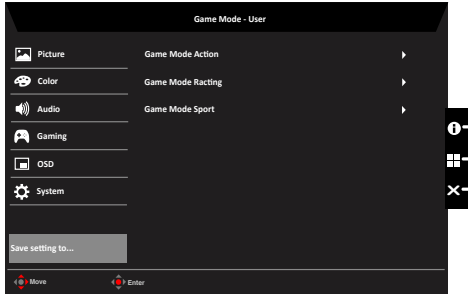 Game Mode - User
Picture
Color
Audio
Gaming
OSD
System
Save setting to...
Game Mode Action
Game Mode Racting
Game Mode Sport
Move
Enter